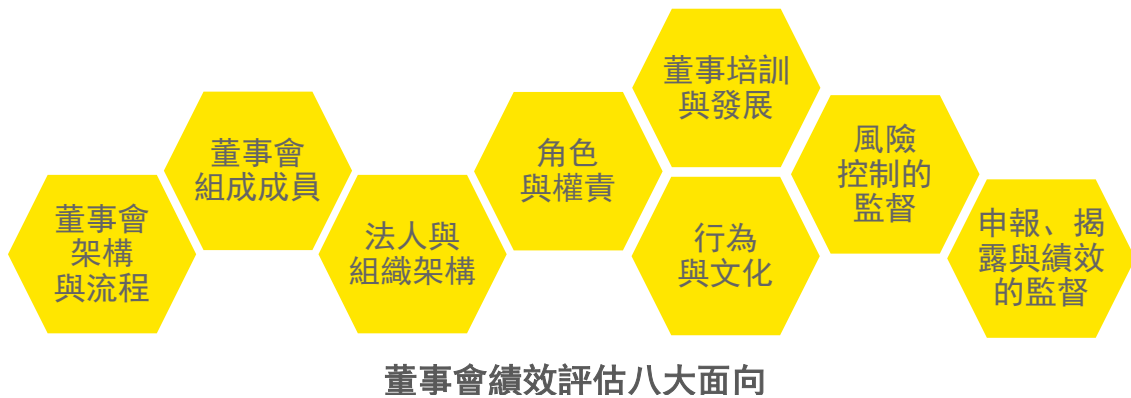 董事會
架構
與流程
董事會
組成成員
法人與
組織架構
角色
與權責
董事培訓
與發展
行為
與文化
風險
控制的
監督
申報、揭
露與績效
的監督
董事會績效評估八大面向